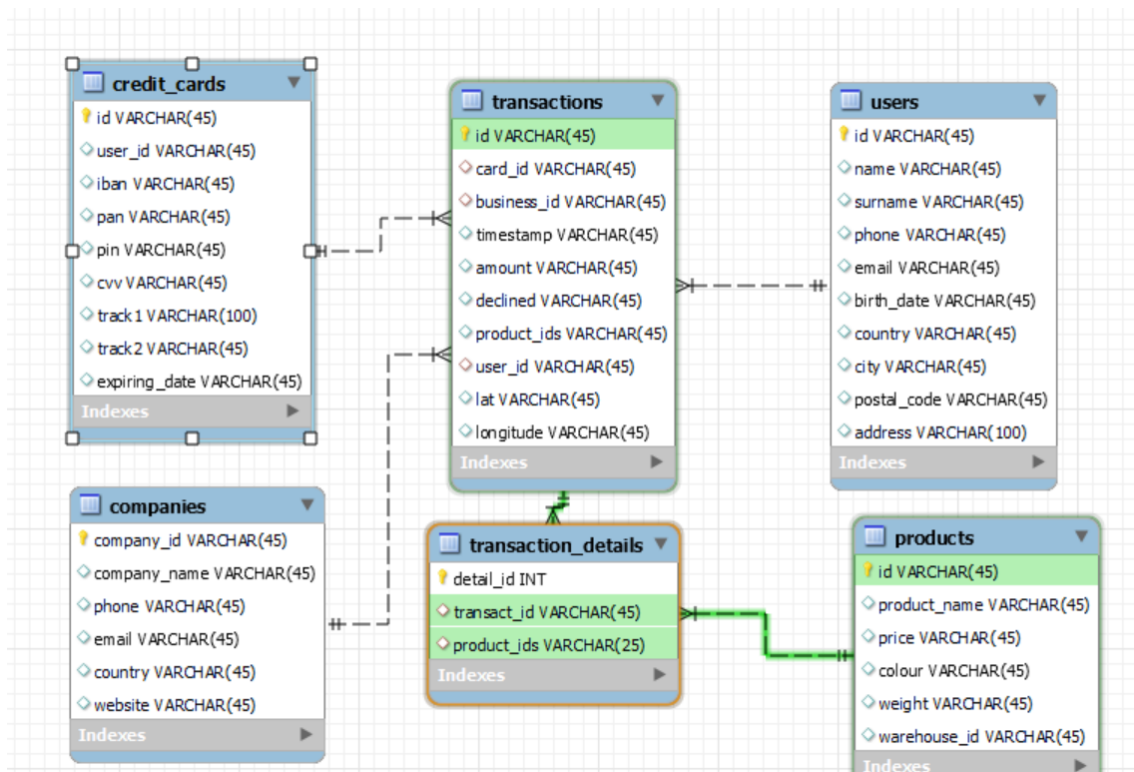 credit_cards
id VARCHAR(45)
user_id VARCHAR(45)
iban VARCHAR(45)
pan VARCHAR(45)
pin VARCHAR(45)
cvv VARCHAR(45)
track1 VARCHAR(100)
track2 VARCHAR(45)
expiring_date VARCHAR(45)
Indexes
transactions
id VARCHAR(45)
card_id VARCHAR(45)
business_id VARCHAR(45)
timestamp VARCHAR(45)
amount VARCHAR(45)
declined VARCHAR(45)
product_ids VARCHAR(45)
user_id VARCHAR(45)
lat VARCHAR(45)
longitude VARCHAR(45)
Indexes
users
id VARCHAR(45)
name VARCHAR(45)
surname VARCHAR(45)
phone VARCHAR(45)
email VARCHAR(45)
birth_date VARCHAR(45)
country VARCHAR(45)
city VARCHAR(45)
postal_code VARCHAR(45)
address VARCHAR(100)
Indexes
companies
company_id VARCHAR(45)
company_name VARCHAR(45)
phone VARCHAR(45)
email VARCHAR(45)
country VARCHAR(45)
website VARCHAR(45)
Indexes
transaction_details
detail_id INT
transact_id VARCHAR(45)
product_ids VARCHAR(25)
Indexes
products
id VARCHAR(45)
product_name VARCHAR(45)
price VARCHAR(45)
colour VARCHAR(45)
weight VARCHAR(45)
warehouse_id VARCHAR(45)
Indexes